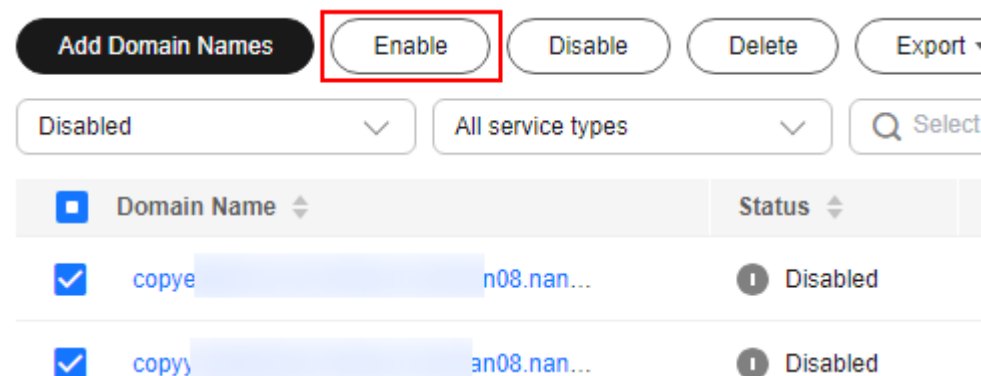 Add Domain Names Enable Disable Delete Export
Disabled All service types Select
Domain Name Status
copye n08.nan... Disabled
copyy an08.nan... Disabled